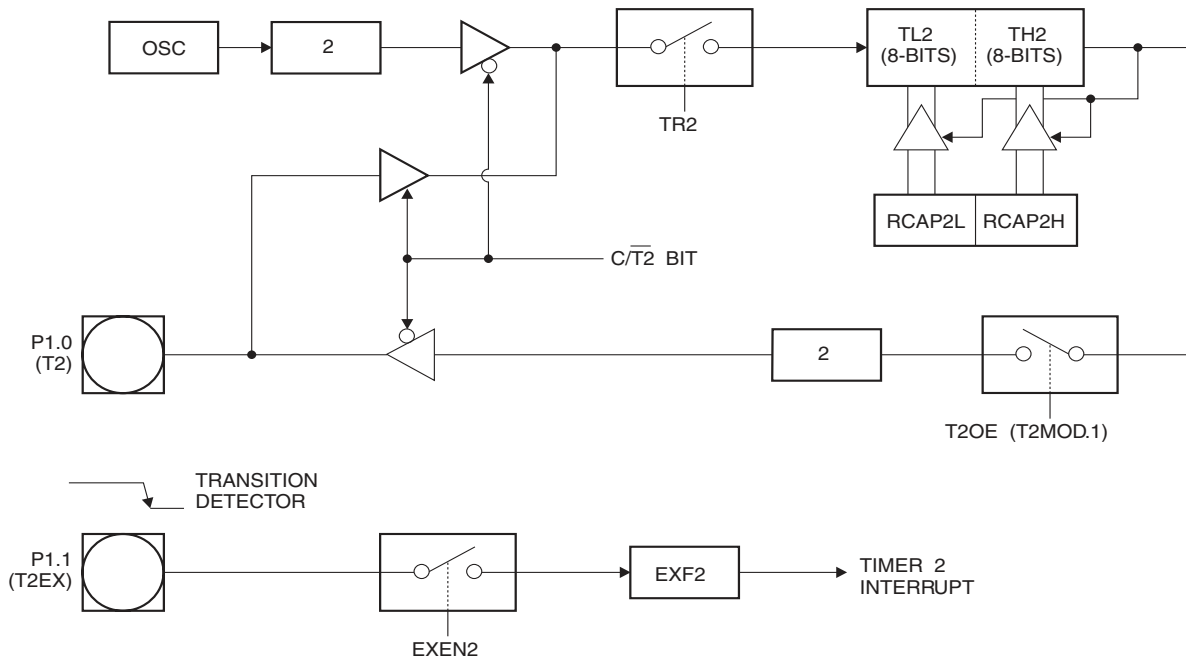 OSC
2
TR2
TL2
(8-BITS)
TH2
(8-BITS)
RCAP2L
RCAP2H
C/T2 BIT
P1.0
(T2)
2
T2OE (T2MOD.1)
TRANSITION
DETECTOR
P1.1
(T2EX)
EXEN2
EXF2
TIMER 2
INTERRUPT